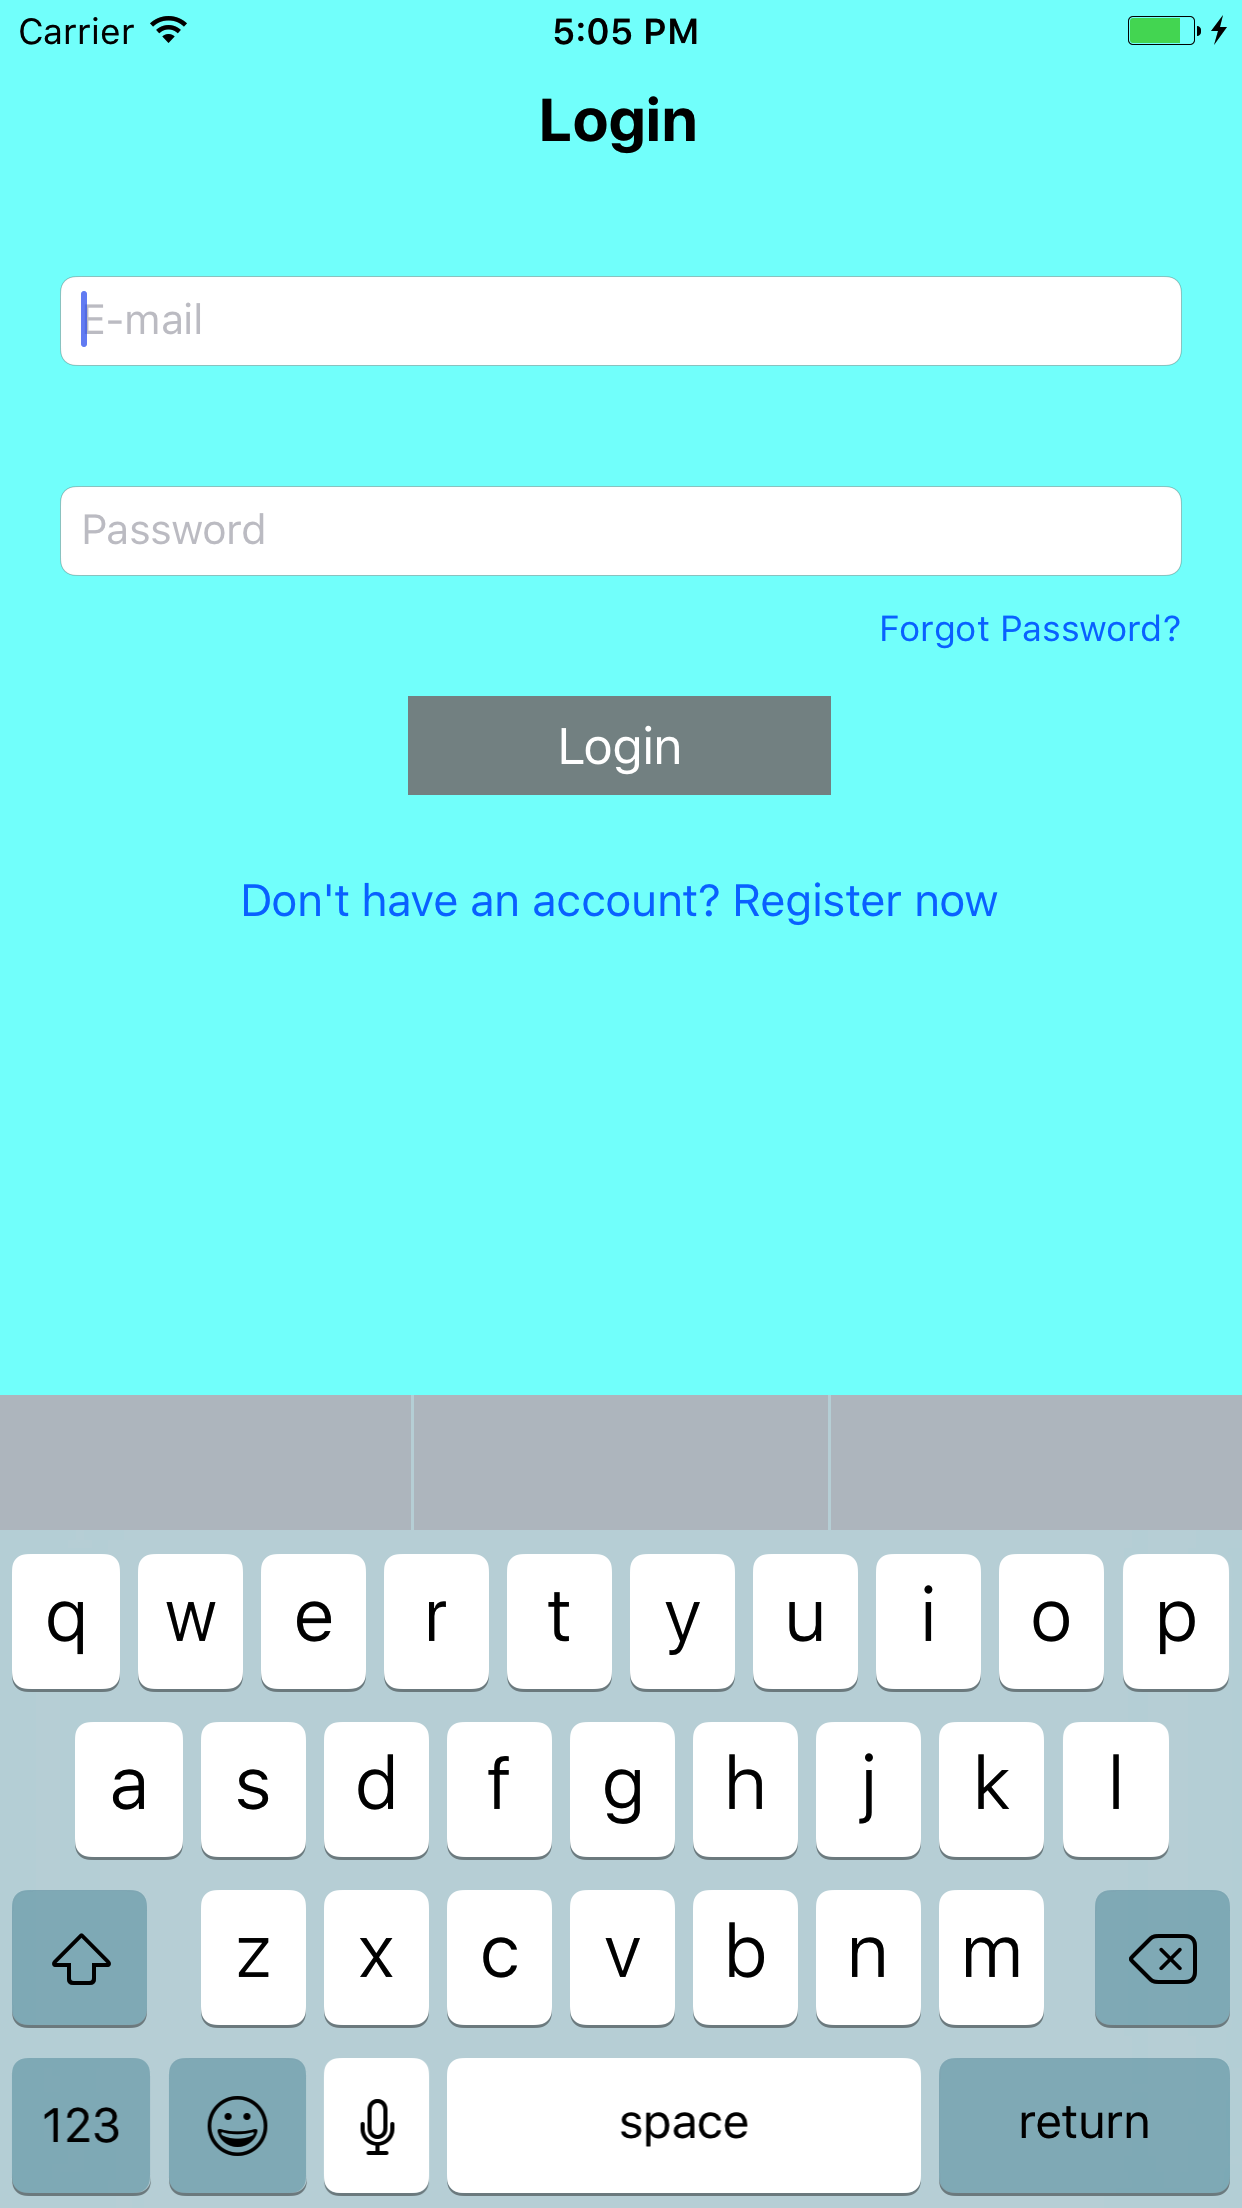 Carrier 5:05 PM
Login
E-mail
Password
Forgot Password?
Login
Don't have an account? Register now
q w e r t y u i o p
a s d f g h j k l
z x c v b n m
123 space return